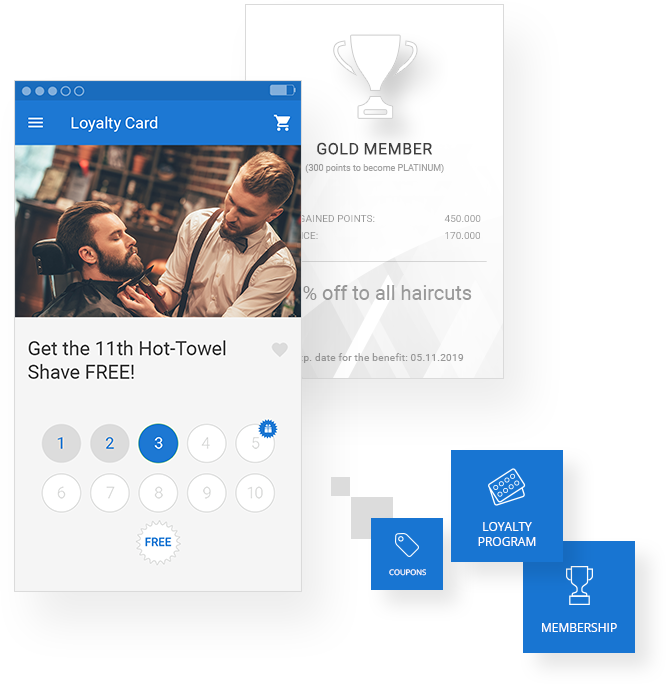 Loyalty Card
Get the 11th Hot-Towel
Shave FREE!
1 2 3 4 5
6 7 8 9 10
FREE
GOLD MEMBER
(300 points to become PLATINUM)
GAINED POINTS: 450.000
ICE: 170.000
% off to all haircuts
p. date for the benefit: 05.11.2019
LOYALTY
PROGRAM
COUPONS
MEMBERSHIP